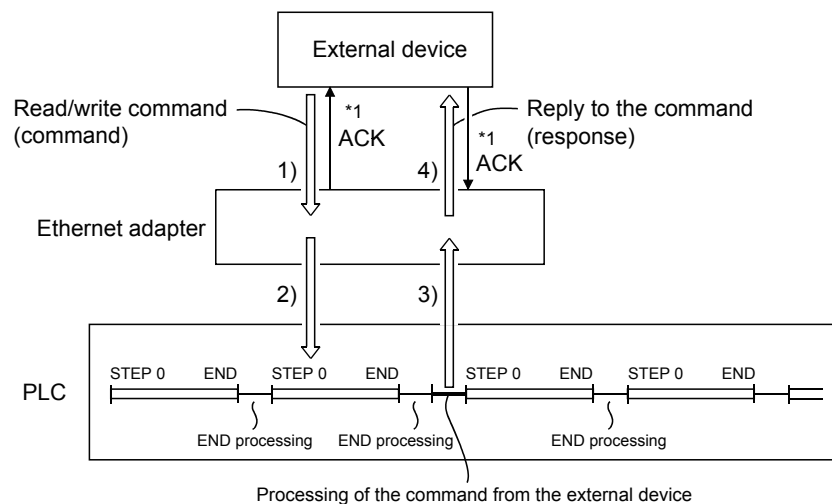 External device
Read/write command
(command)
*1
ACK
Reply to the command
(response)
*1
ACK
1)
4)
Ethernet adapter
2)
3)
STEP 0 END STEP 0 END STEP 0 END STEP 0 END
PLC
END processing END processing END processing
Processing of the command from the external device